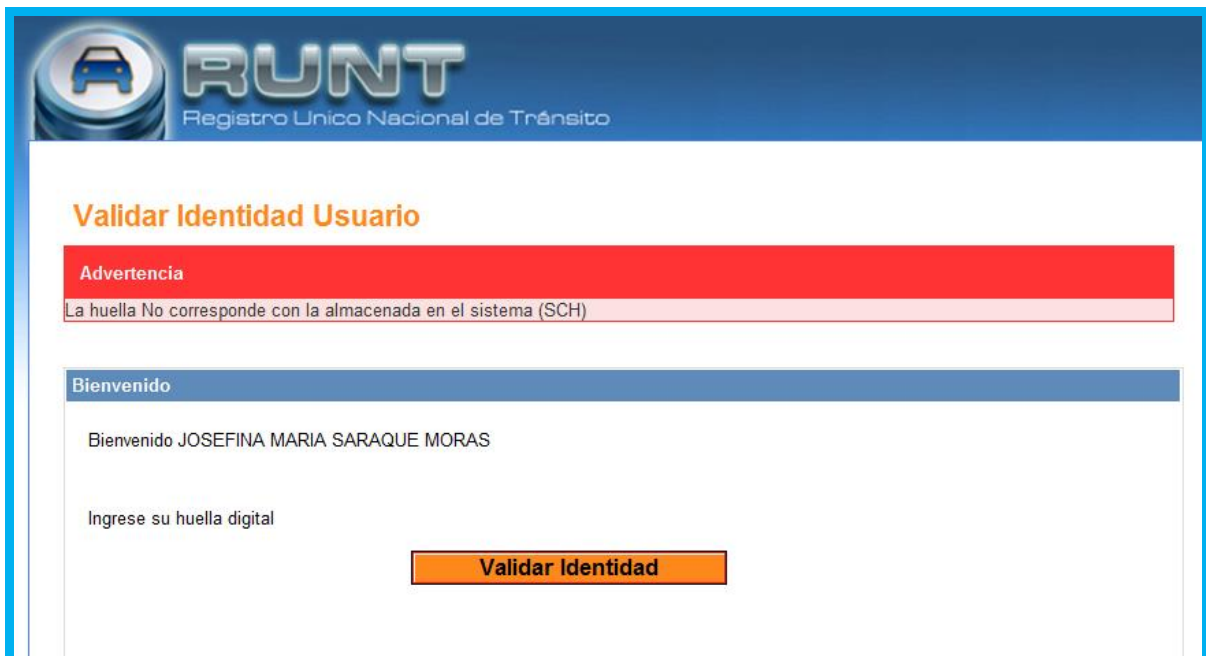 RUNT
Registro Unico Nacional de Tránsito
Validar Identidad Usuario
Advertencia
La huella No corresponde con la almacenada en el sistema (SCH)
Bienvenido
Bienvenido JOSEFINA MARIA SARAQUE MORAS
Ingrese su huella digital
Validar Identidad